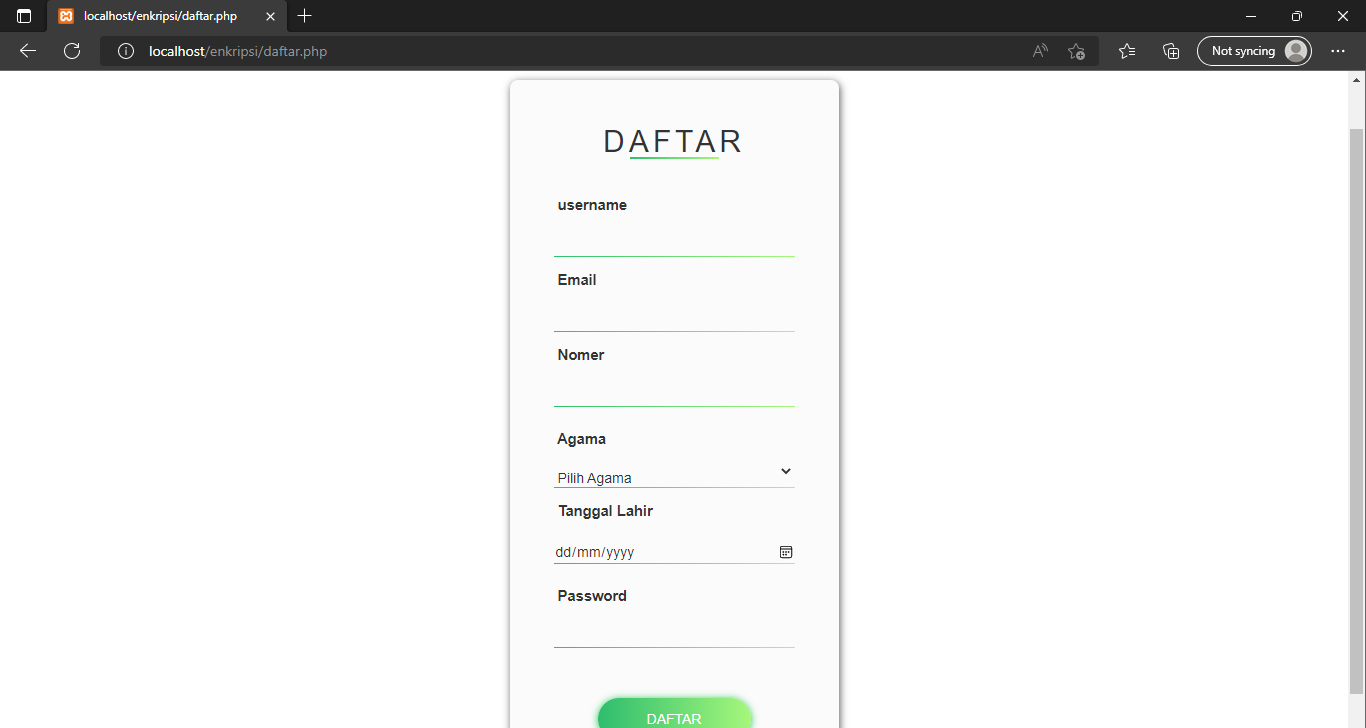 localhost/enkripsi/daftar.php
localhost/enkripsi/daftar.php
Not syncing
DAFTAR
username
Email
Nomer
Agama
Pilih Agama
Tanggal Lahir
dd/mm/yyyy
Password
DAFTAR